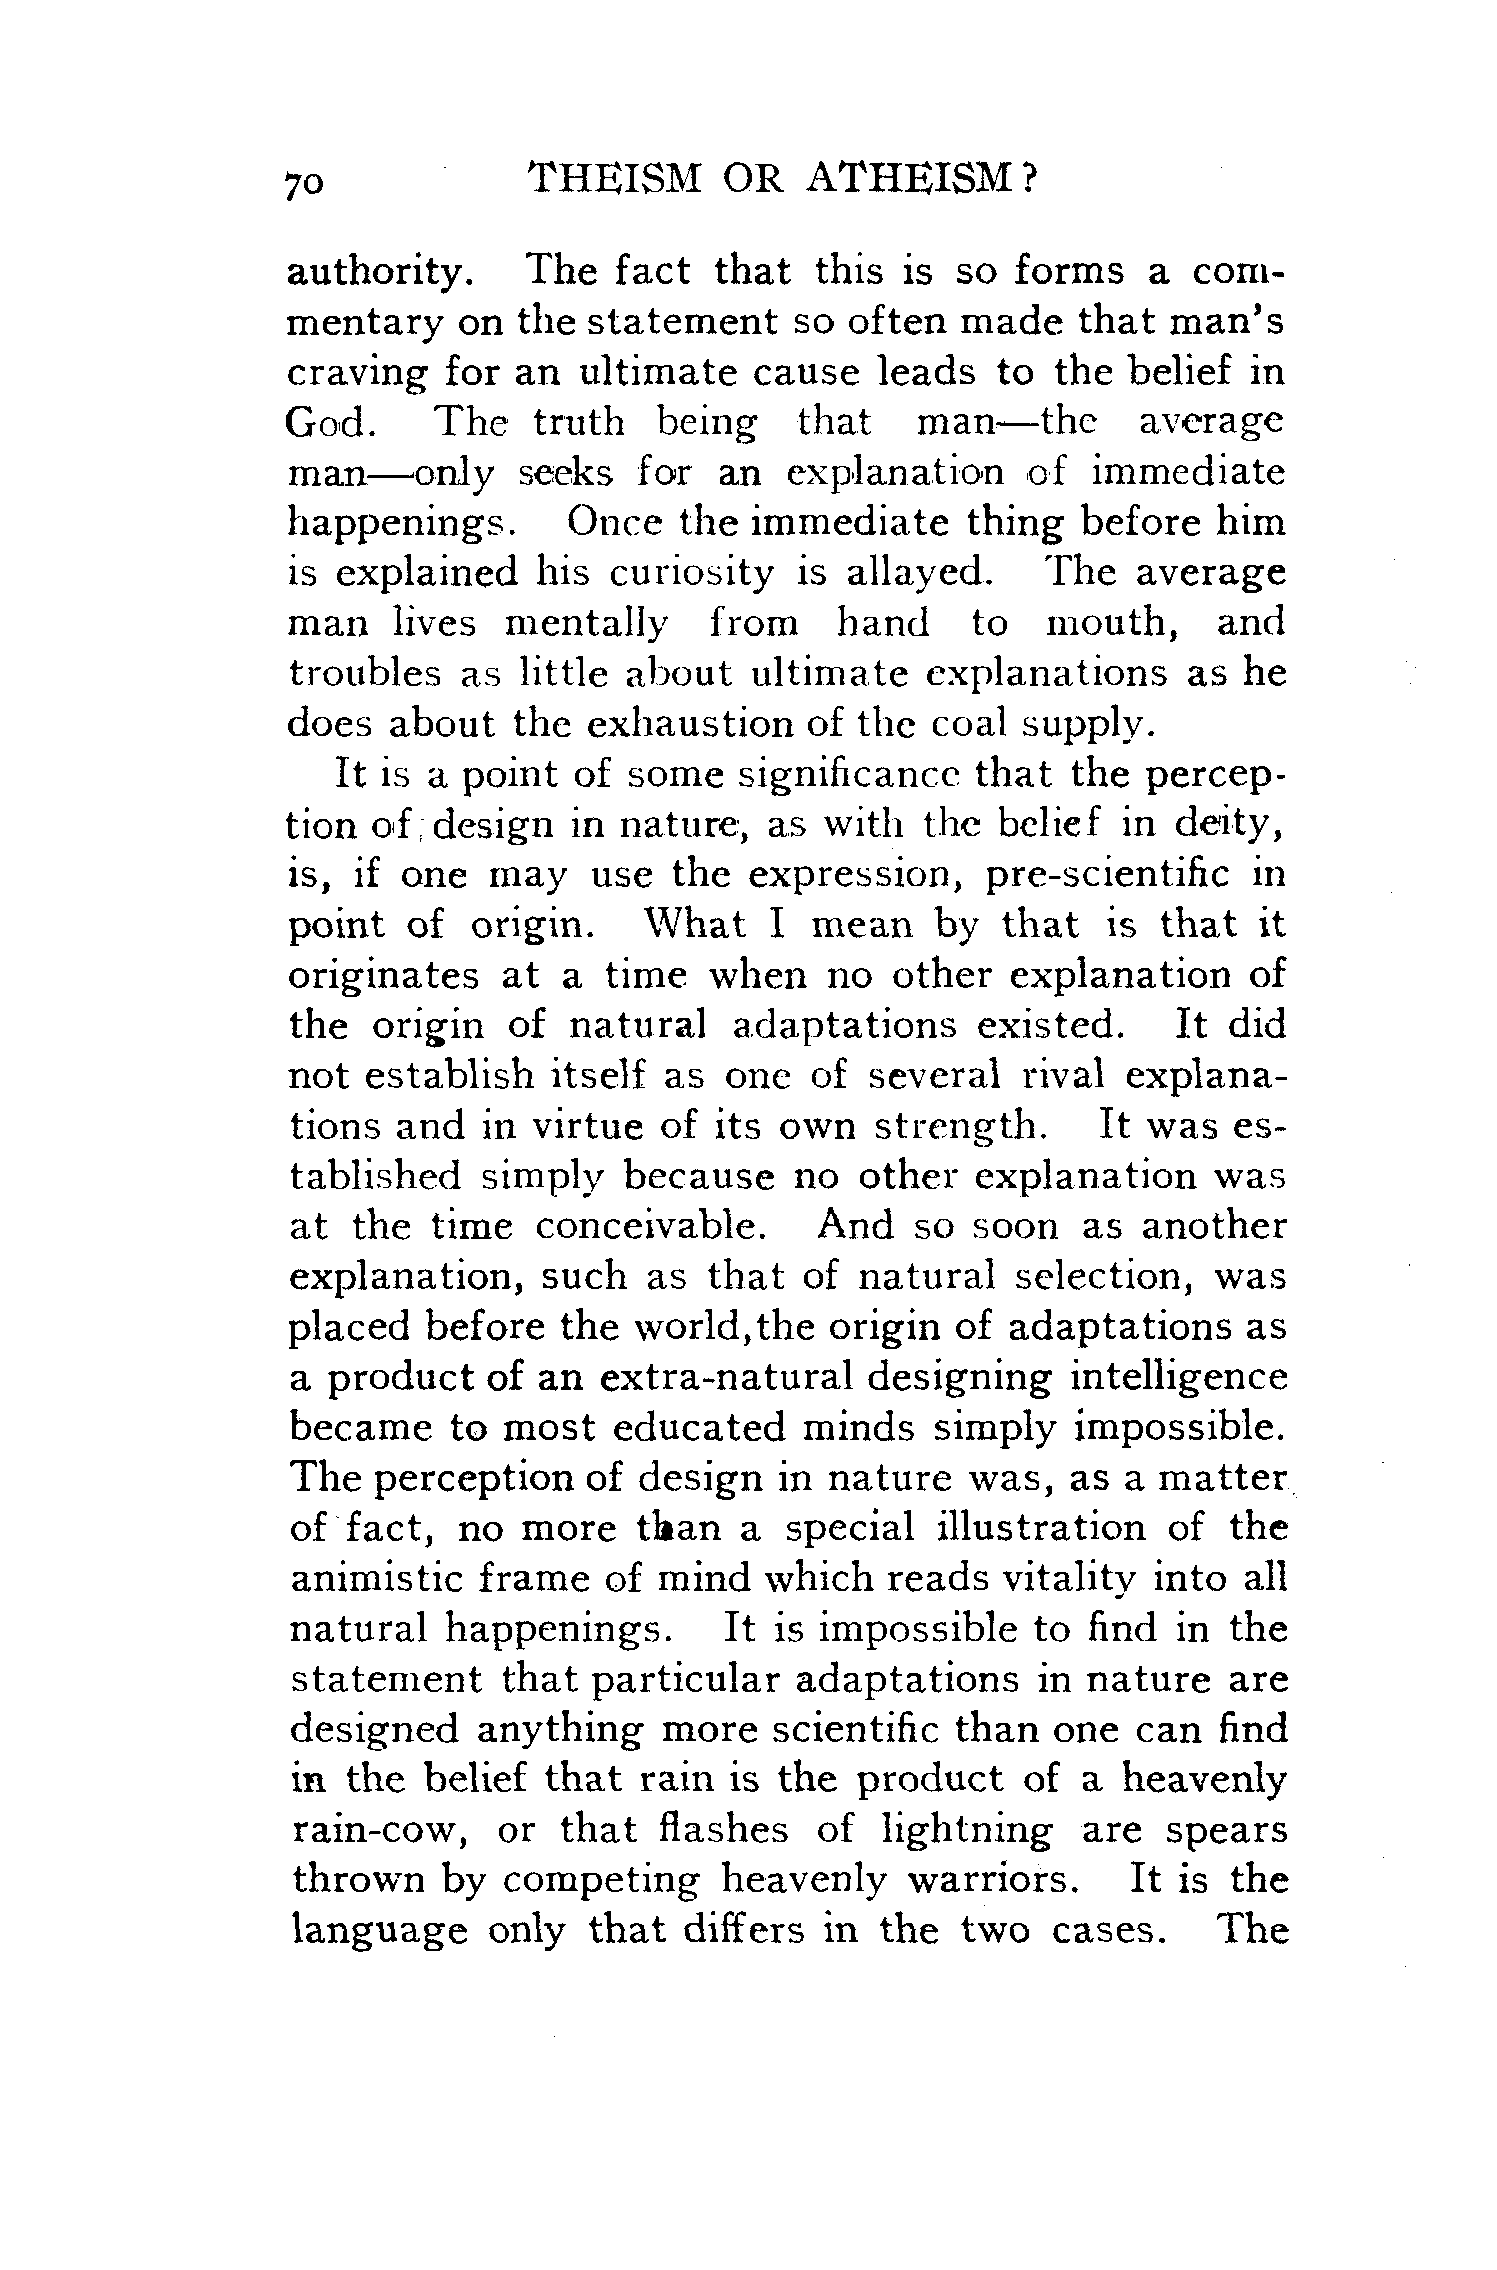 70 THEISM OR ATHEISM?
authority. The fact that this is so forms a com-
mentary on the statement so often made that man's
craving for an ultimate cause leads to the belief in
God. The truth being that man—the average
man—only seeks for an explanation of immediate
happenings. Once the immediate thing before him
is explained his curiosity is allayed. The average
man lives mentally from hand to mouth, and
troubles as little about ultimate explanations as he
does about the exhaustion of the coal supply.
It is a point of some significance that the percep-
tion of design in nature, as with the belief in deity,
is, if one may use the expression, pre-scientific in
point of origin. What I mean by that is that it
originates at a time when no other explanation of
the origin of natural adaptations existed. It did
not establish itself as one of several rival explana-
tions and in virtue of its own strength. It was es-
tablished simply because no other explanation was
at the time conceivable. And so soon as another
explanation, such as that of natural selection, was
placed before the world,the origin of adaptations as
a product of an extra-natural designing intelligence
became to most educated minds simply impossible.
The perception of design in nature was, as a matter
of fact, no more than a special illustration of the
animistic frame of mind which reads vitality into all
natural happenings. It is impossible to find in the
statement that particular adaptations in nature are
designed anything more scientific than one can find
in the belief that rain is the product of a heavenly
rain-cow, or that flashes of lightning are spears
thrown by competing heavenly warriors. It is the
language only that differs in the two cases. The